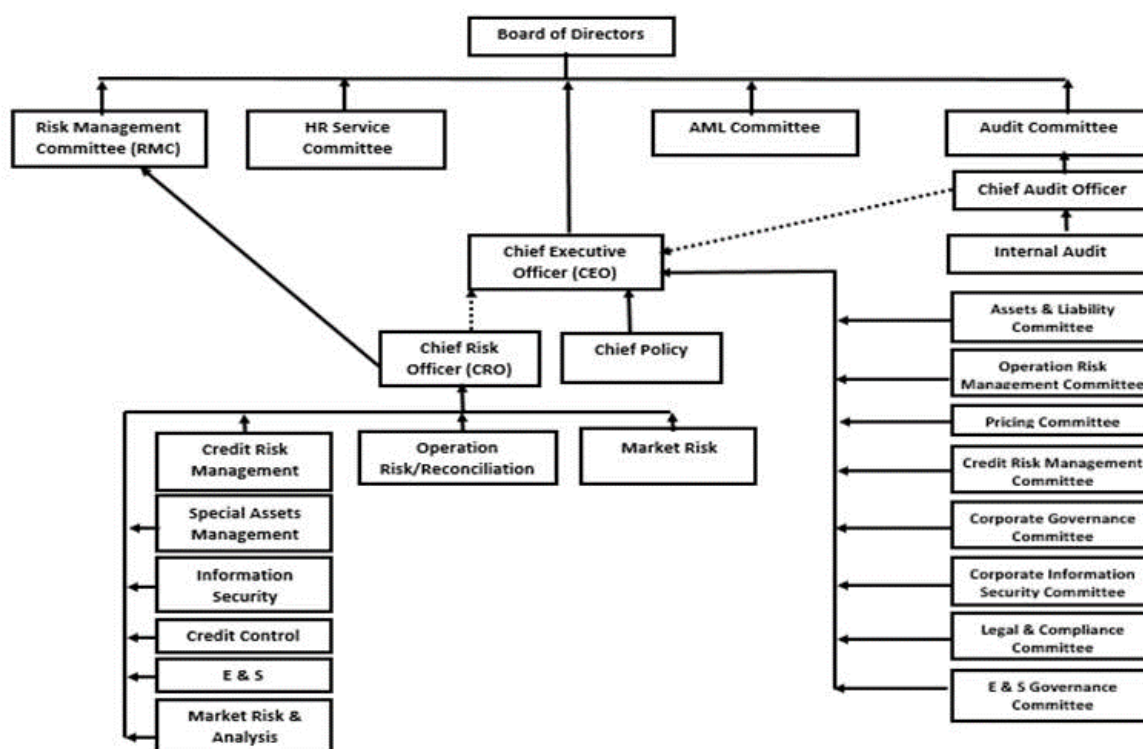 Board of Directors
Risk Management
Committee (RMC)
HR Service
Committee
AML Committee
Audit Committee
Chief Audit Officer
Internal Audit
Chief Executive
Officer (CEO)
Chief Risk
Officer (CRO)
Chief Policy
Assets & Liability
Committee
Operation Risk
Management Committee
Pricing Committee
Credit Risk Management
Committee
Corporate Governance
Committee
Corporate Information
Security Committee
Legal & Compliance
Committee
E & S Governance
Committee
Credit Risk
Management
Operation
Risk/Reconciliation
Market Risk
Special Assets
Management
Information
Security
Credit Control
E & S
Market Risk &
Analysis